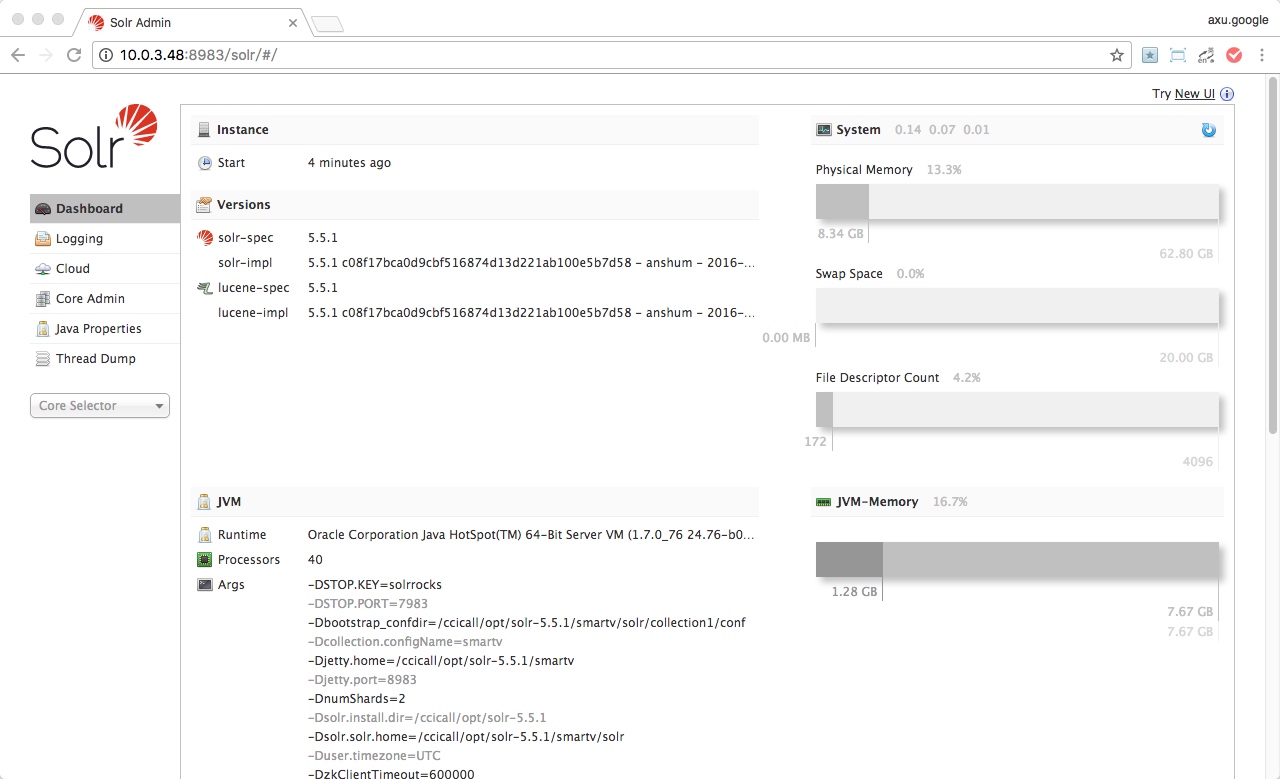 Solr Admin
axu.google
10.0.3.48:8983/solr/#/
Try New UI
Solr
Dashboard
Logging
Cloud
Core Admin
Java Properties
Thread Dump
Core Selector
Instance
Start 4 minutes ago
Versions
solr-spec 5.5.1
solr-impl 5.5.1 c08f17bca0d9cbf516874d13d221ab100e5b7d58 - anshum - 2016-...
lucene-spec 5.5.1
lucene-impl 5.5.1 c08f17bca0d9cbf516874d13d221ab100e5b7d58 - anshum - 2016-...
System 0.14 0.07 0.01
Physical Memory 13.3%
8.34 GB
62.80 GB
Swap Space 0.0%
0.00 MB
20.00 GB
File Descriptor Count 4.2%
172
4096
JVM
Runtime Oracle Corporation Java HotSpot(TM) 64-Bit Server VM (1.7.0_76 24.76-b0...
Processors 40
Args -DSTOP.KEY=solrrocks
-DSTOP.PORT=7983
-Dbootstrap_confdir=/ccicall/opt/solr-5.5.1/smartv/solr/collection1/conf
-Dcollection.configName=smartv
-Djetty.home=/ccicall/opt/solr-5.5.1/smartv
-Djetty.port=8983
-DnumShards=2
-Dsolr.install.dir=/ccicall/opt/solr-5.5.1
-Dsolr.solr.home=/ccicall/opt/solr-5.5.1/smartv/solr
-Duser.timezone=UTC
-DzkClientTimeout=600000
JVM-Memory 16.7%
1.28 GB
7.67 GB
7.67 GB